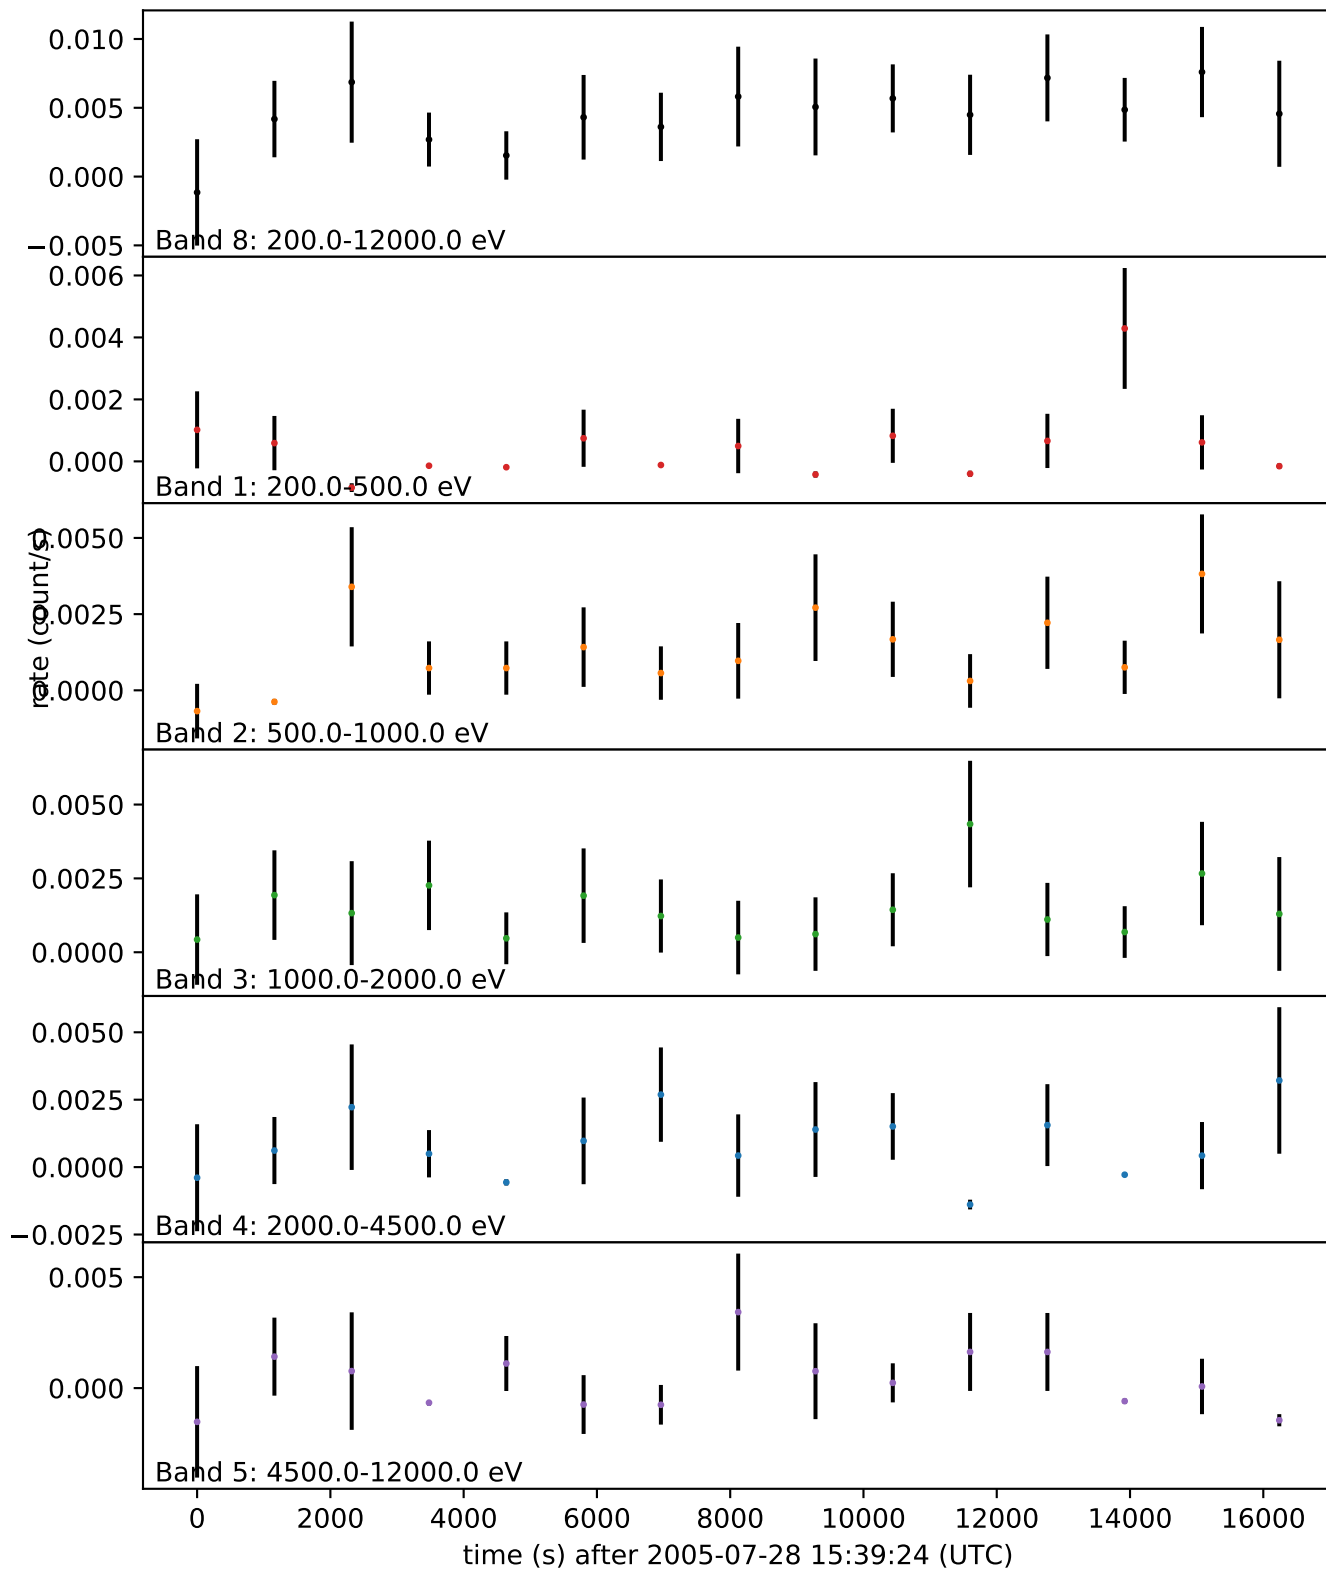 0.010
0.005
0.000
−0.005
Band 8: 200.0-12000.0 eV
0.006
0.004
0.002
0.000
Band 1: 200.0-500.0 eV
rate (count/s)
0.0050
0.0025
0.0000
Band 2: 500.0-1000.0 eV
0.0050
0.0025
0.0000
Band 3: 1000.0-2000.0 eV
0.0050
0.0025
0.0000
−0.0025
Band 4: 2000.0-4500.0 eV
0.005
0.000
Band 5: 4500.0-12000.0 eV
0 2000 4000 6000 8000 10000 12000 14000 16000
time (s) after 2005-07-28 15:39:24 (UTC)